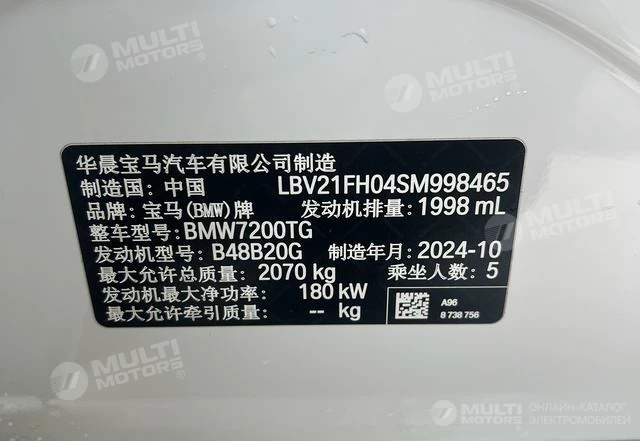 MULTI
MOTORS
MULTI
MOTORS
华晨宝马汽车有限公司制造
制造国: 中国 LBV21FH04SM998465
品牌: 宝马(BMW)牌 发动机排量: 1998 mL
整车型号: BMW7200TG
发动机型号: B48B20G 制造年月: 2024-10
最大允许总质量: 2070 kg 乘坐人数: 5
发动机最大净功率: 180 kW
最大允许牵引质量: -- kg
A96
8 738 756
MULTI
MOTORS
MULTI
MOTORS
ОНЛАЙН-КАТАЛОГ
ЭЛЕКТРОМОБИЛЕЙ